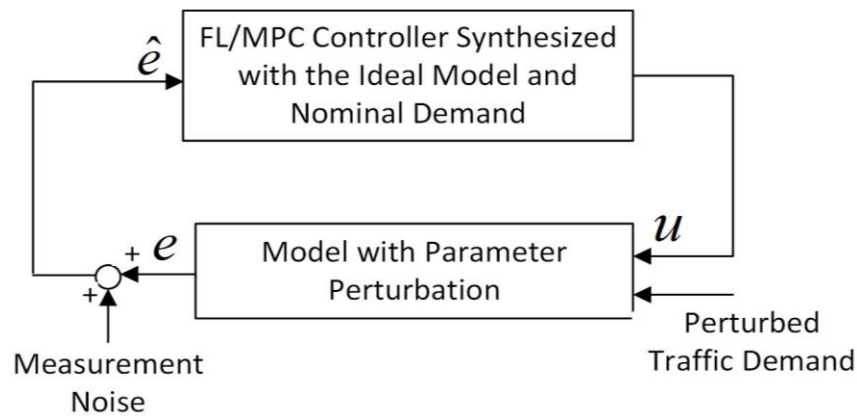 FL/MPC Controller Synthesized
with the Ideal Model and
Nominal Demand
ê
u
Model with Parameter
Perturbation
e
+
+
Perturbed
Traffic Demand
Measurement
Noise